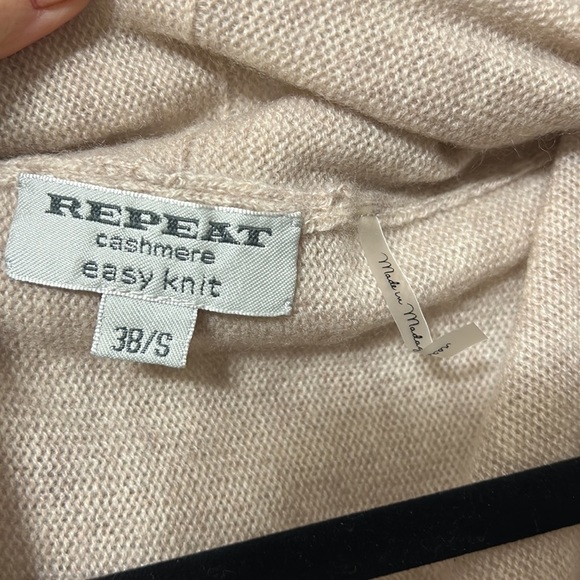 REPEAT
cashmere
easy knit
38/S
Made in